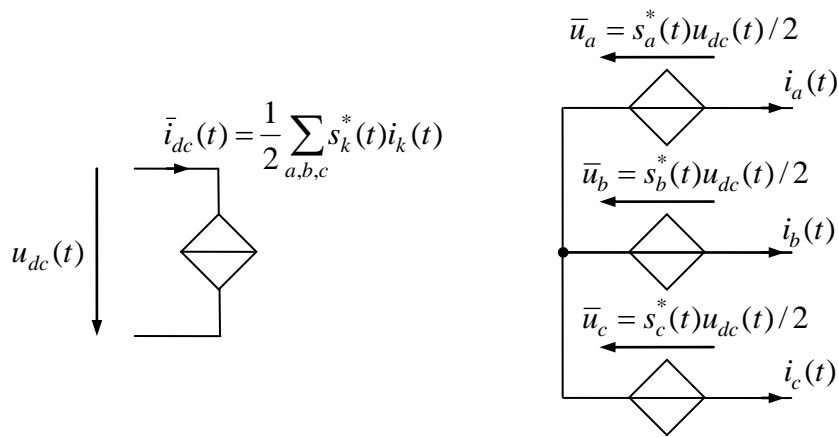 ū_a = s_a^*(t)u_dc(t)/2
i_a(t)
ī_dc(t) = 1/2 ∑_{a,b,c} s_k^*(t)i_k(t)
ū_b = s_b^*(t)u_dc(t)/2
u_dc(t)
i_b(t)
ū_c = s_c^*(t)u_dc(t)/2
i_c(t)